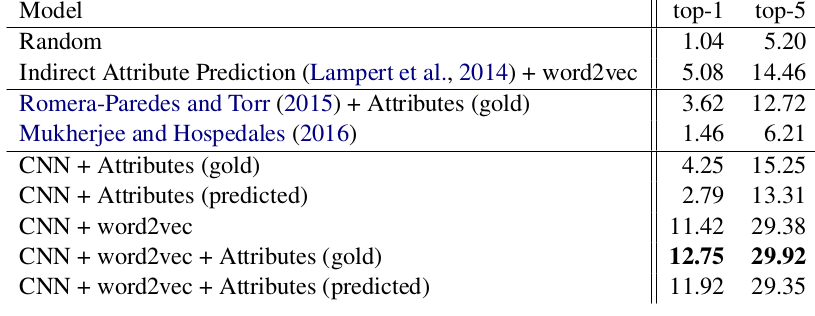 Model top-1 top-5
Random 1.04 5.20
Indirect Attribute Prediction (Lampert et al., 2014) + word2vec 5.08 14.46
Romera-Paredes and Torr (2015) + Attributes (gold) 3.62 12.72
Mukherjee and Hospedales (2016) 1.46 6.21
CNN + Attributes (gold) 4.25 15.25
CNN + Attributes (predicted) 2.79 13.31
CNN + word2vec 11.42 29.38
CNN + word2vec + Attributes (gold) 12.75 29.92
CNN + word2vec + Attributes (predicted) 11.92 29.35